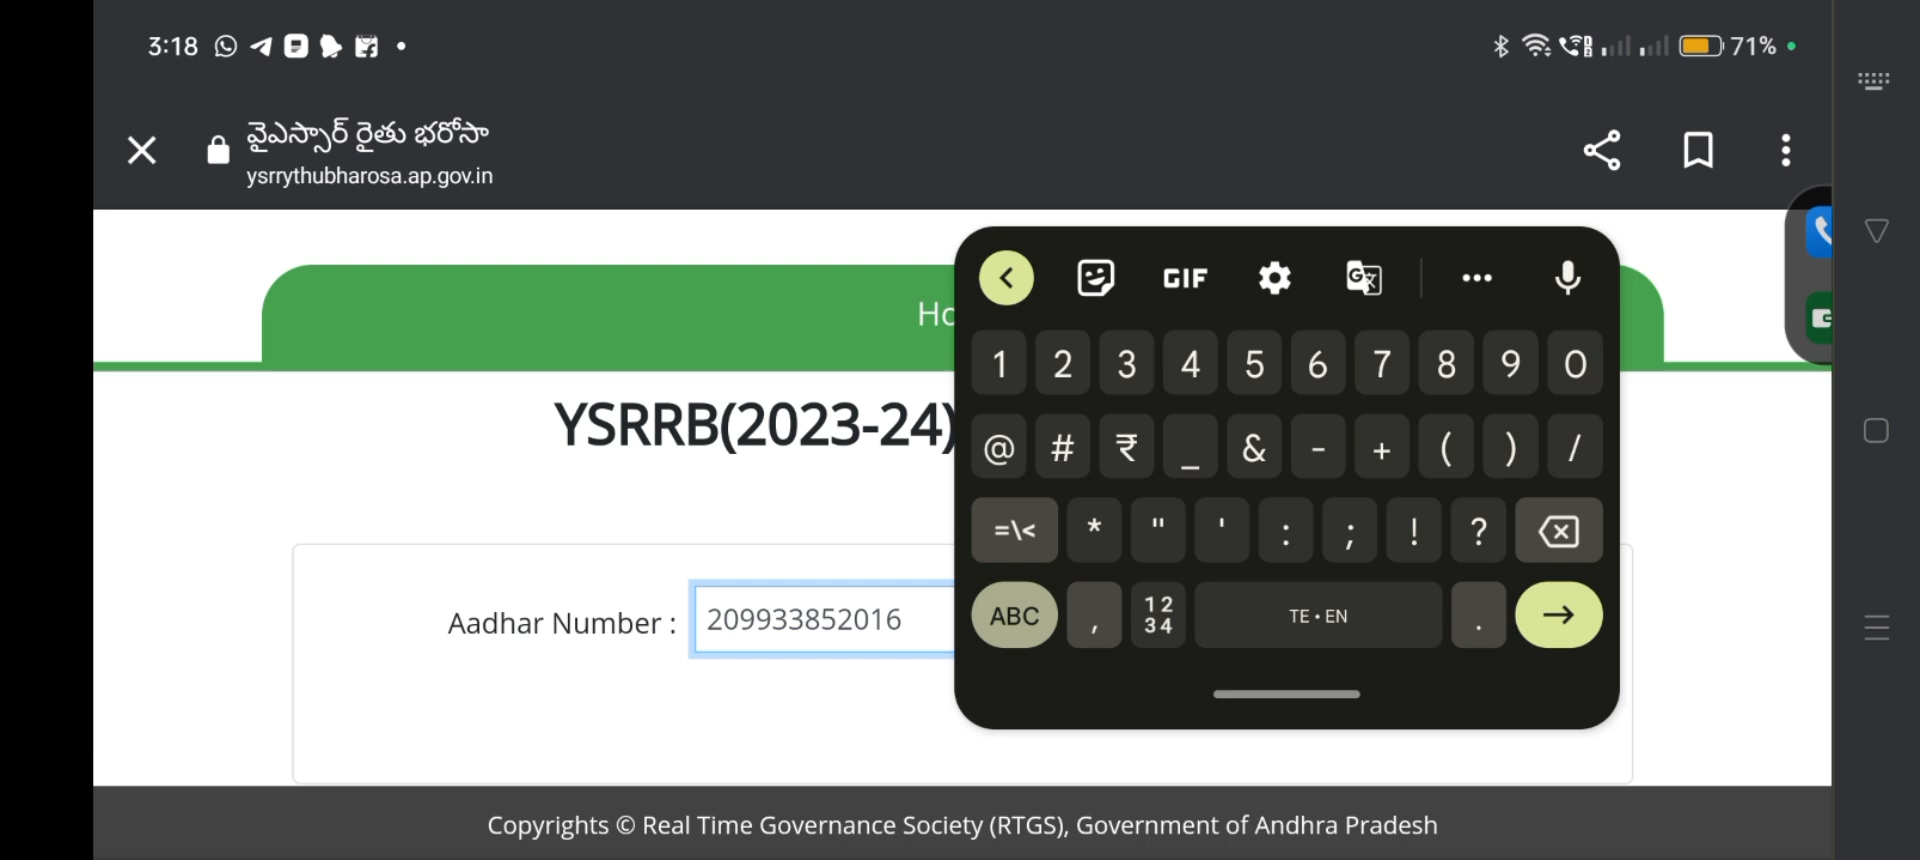 3:18
71%
వైఎస్సార్ రైతు భరోసా
ysrrythubharosa.ap.gov.in
GIF
1 2 3 4 5 6 7 8 9 0
YSRRB(2023-24)
@ # ₹ _ & - + ( ) /
=\< * " ' : ; ! ?
Aadhar Number : 209933852016
ABC , 12 34 TE • EN .
Copyrights © Real Time Governance Society (RTGS), Government of Andhra Pradesh